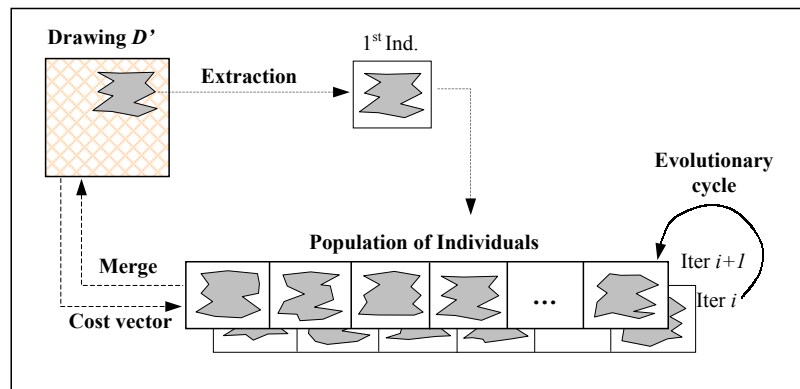 Drawing D’
1st Ind.
Extraction
Evolutionary
cycle
Population of Individuals
Merge
Iter i+1
...
Iter i
Cost vector